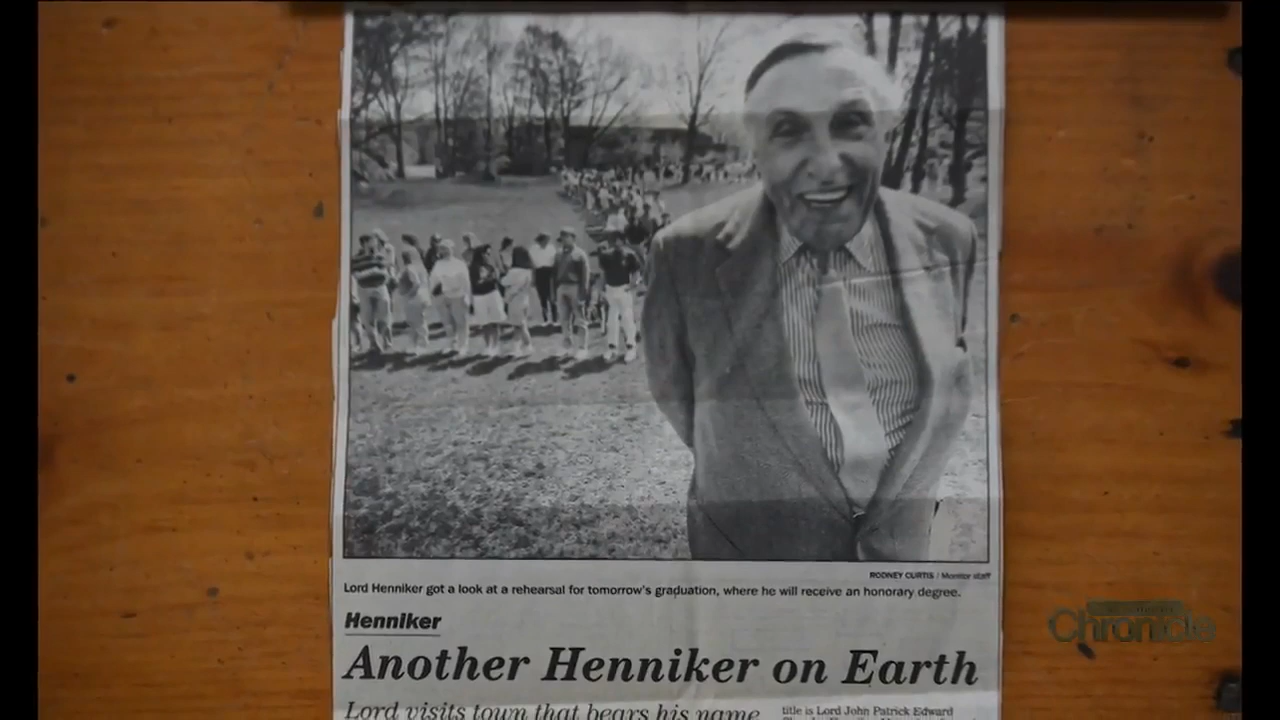 RODNEY CURTIS / Monitor staff
Lord Henniker got a look at a rehearsal for tomorrow's graduation, where he will receive an honorary degree.
Henniker
Another Henniker on Earth
Lord visits town that bears his name
title is Lord John Patrick Edward
Chronicle